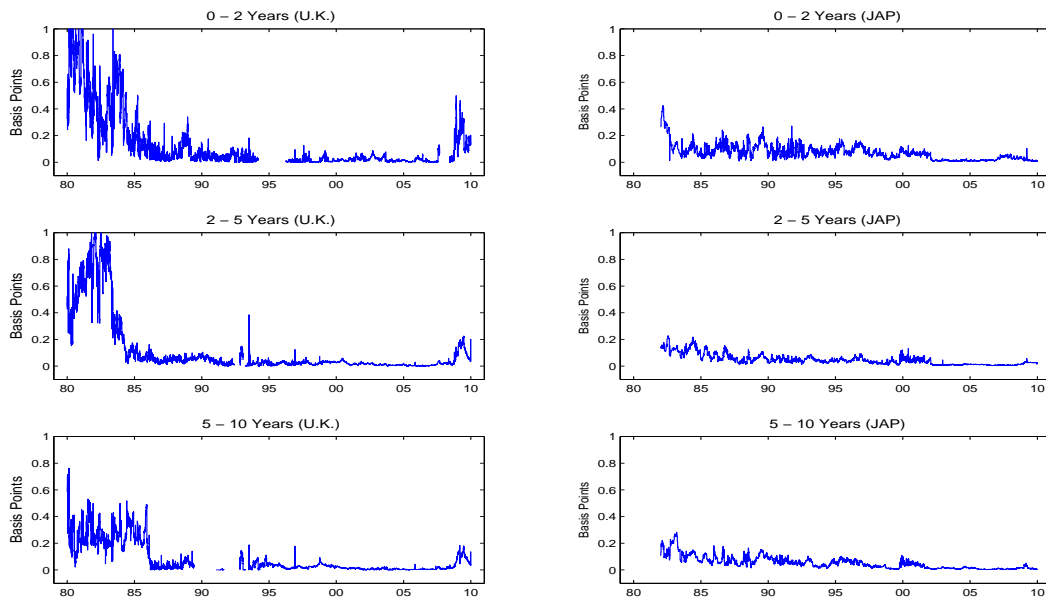 0 – 2 Years (U.K.)
Basis Points
1
0.8
0.6
0.4
0.2
0
80 85 90 95 00 05 10
0 – 2 Years (JAP)
Basis Points
1
0.8
0.6
0.4
0.2
0
80 85 90 95 00 05 10
2 – 5 Years (U.K.)
Basis Points
1
0.8
0.6
0.4
0.2
0
80 85 90 95 00 05 10
2 – 5 Years (JAP)
Basis Points
1
0.8
0.6
0.4
0.2
0
80 85 90 95 00 05 10
5 – 10 Years (U.K.)
Basis Points
1
0.8
0.6
0.4
0.2
0
80 85 90 95 00 05 10
5 – 10 Years (JAP)
Basis Points
1
0.8
0.6
0.4
0.2
0
80 85 90 95 00 05 10